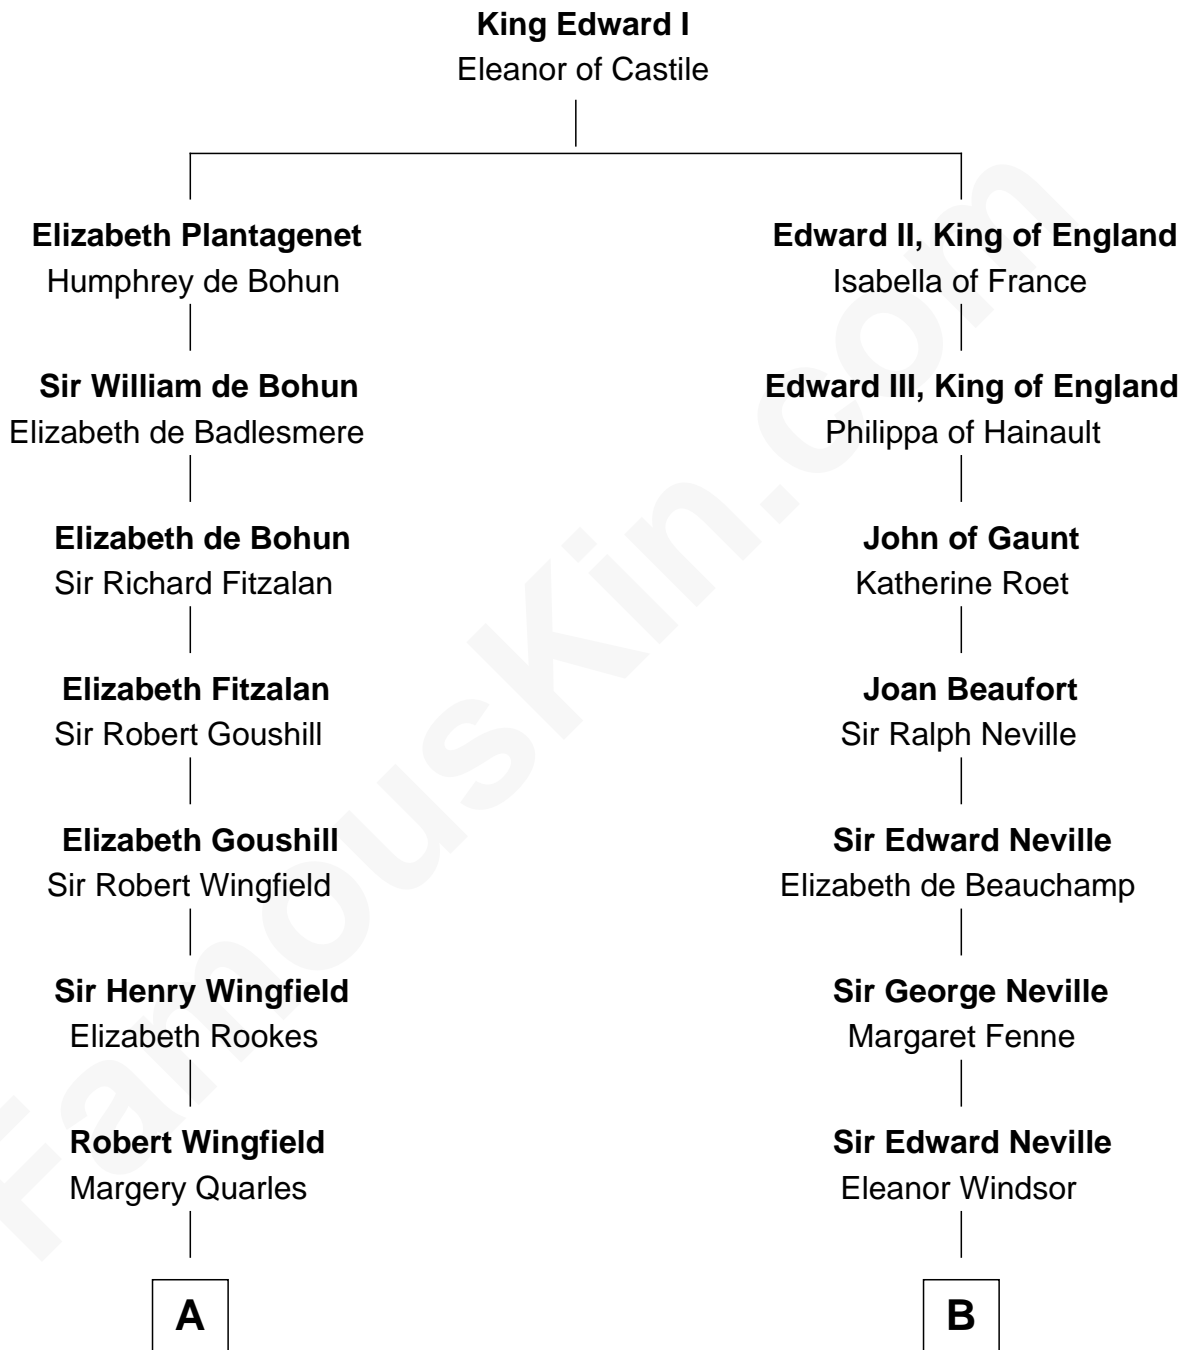 King Edward I
Eleanor of Castile
Elizabeth Plantagenet
Humphrey de Bohun
Edward II, King of England
Isabella of France
Sir William de Bohun
Elizabeth de Badlesmere
Edward III, King of England
Philippa of Hainault
Elizabeth de Bohun
Sir Richard Fitzalan
John of Gaunt
Katherine Roet
Elizabeth Fitzalan
Sir Robert Goushill
Joan Beaufort
Sir Ralph Neville
Elizabeth Goushill
Sir Robert Wingfield
Sir Edward Neville
Elizabeth de Beauchamp
Sir Henry Wingfield
Elizabeth Rookes
Sir George Neville
Margaret Fenne
Robert Wingfield
Margery Quarles
Sir Edward Neville
Eleanor Windsor
A
B
FamousKin.com